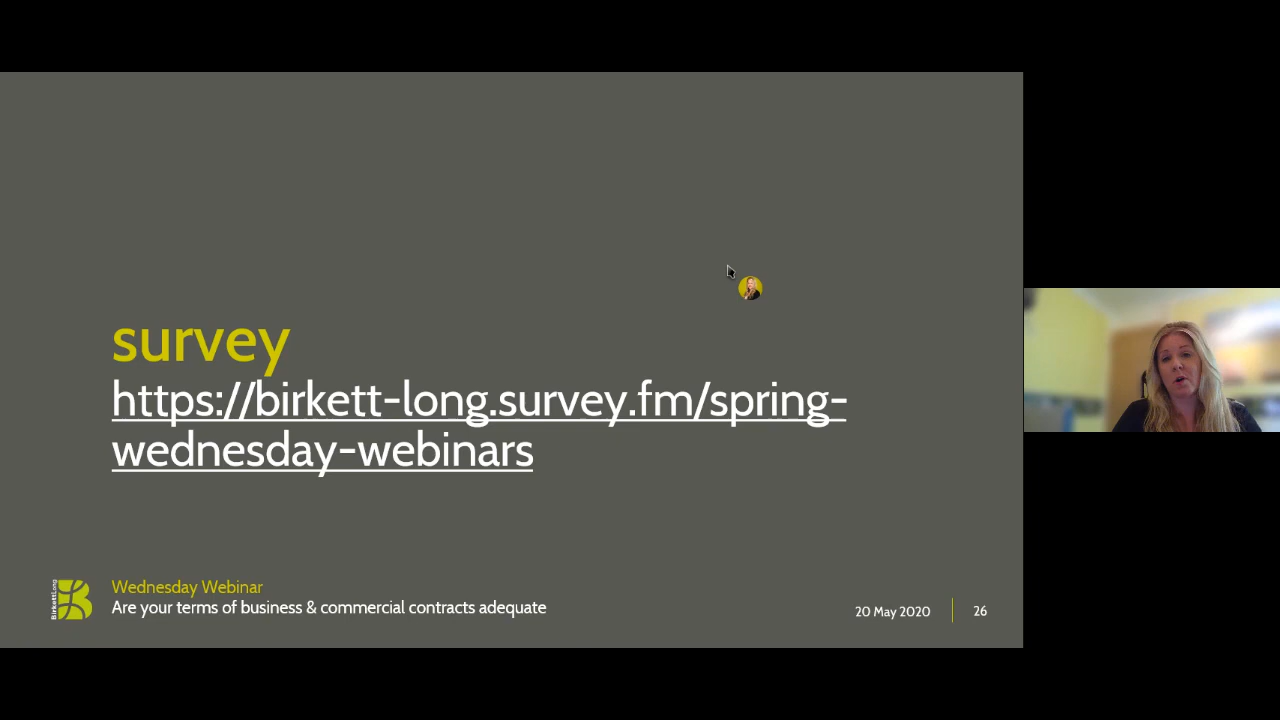 survey
https://birkett-long.survey.fm/spring-
wednesday-webinars
BirkettLong
Wednesday Webinar
Are your terms of business & commercial contracts adequate
20 May 2020
26